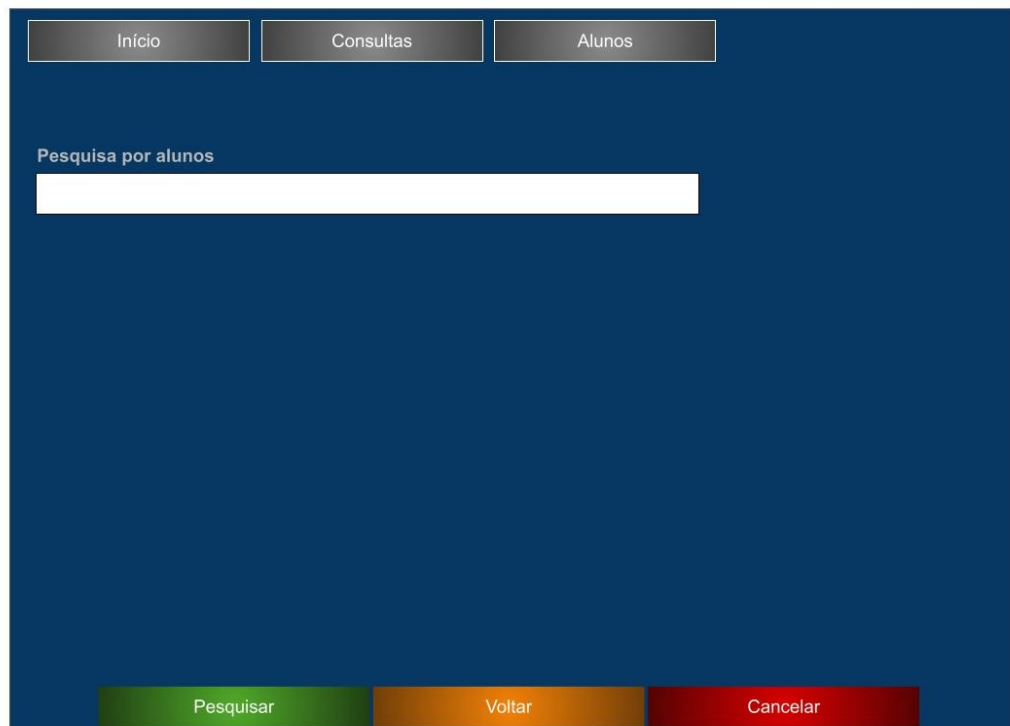 Início Consultas Alunos
Pesquisa por alunos
Pesquisar Voltar Cancelar